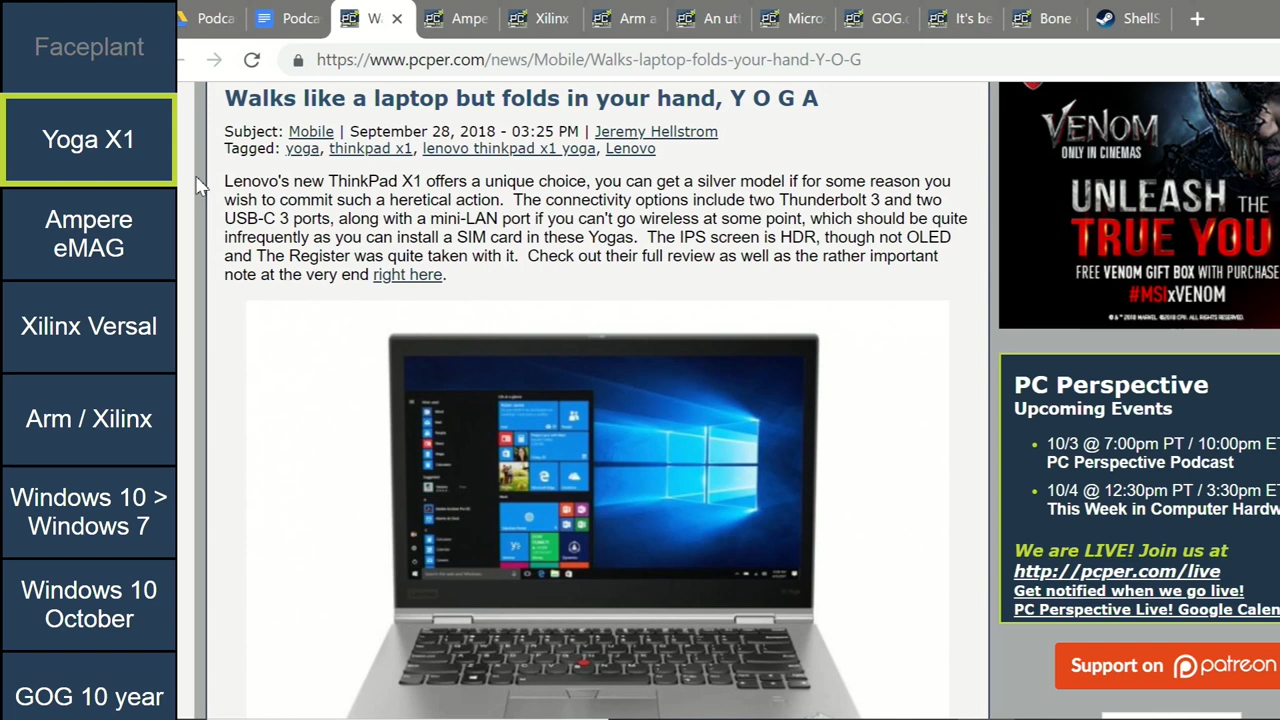 Faceplant
Yoga X1
Ampere
eMAG
Xilinx Versal
Arm / Xilinx
Windows 10 >
Windows 7
Windows 10
October
GOG 10 year
Podca
Podca
Wa
Ampe
Xilinx
Arm a
An utt
Micro
GOG.c
It's be
Bone
ShellS
https://www.pcper.com/news/Mobile/Walks-laptop-folds-your-hand-Y-O-G
Walks like a laptop but folds in your hand, Y O G A
Subject: Mobile | September 28, 2018 - 03:25 PM | Jeremy Hellstrom
Tagged: yoga, thinkpad x1, lenovo thinkpad x1 yoga, Lenovo
Lenovo's new ThinkPad X1 offers a unique choice, you can get a silver model if for some reason you
wish to commit such a heretical action. The connectivity options include two Thunderbolt 3 and two
USB-C 3 ports, along with a mini-LAN port if you can't go wireless at some point, which should be quite
infrequently as you can install a SIM card in these Yogas. The IPS screen is HDR, though not OLED
and The Register was quite taken with it. Check out their full review as well as the rather important
note at the very end right here.
VENOM
ONLY IN CINEMAS
UNLEASH THE
TRUE YOU
FREE VENOM GIFT BOX WITH PURCHASE
#MSIxVENOM
PC Perspective
Upcoming Events
10/3 @ 7:00pm PT / 10:00pm ET
PC Perspective Podcast
10/4 @ 12:30pm PT / 3:30pm ET
This Week in Computer Hardw
We are LIVE! Join us at
http://pcper.com/live
Get notified when we go live!
PC Perspective Live! Google Calen
Support on patreon